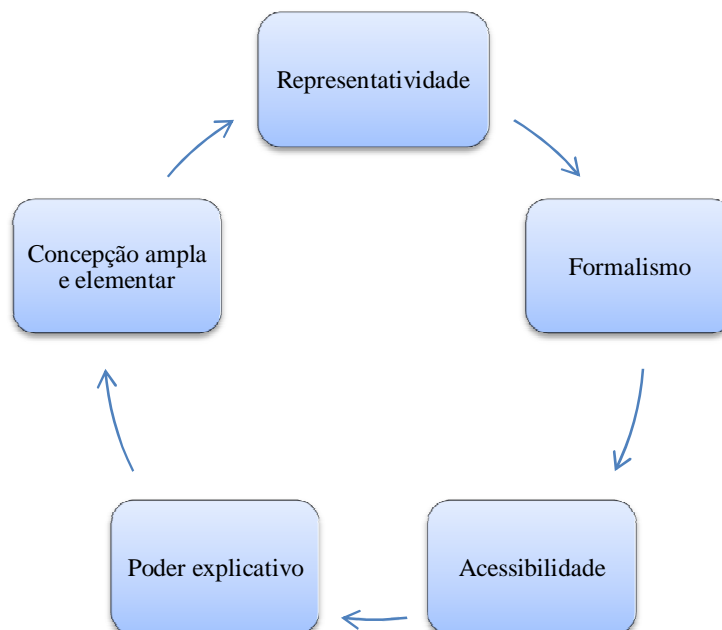 Representatividade
Formalismo
Acessibilidade
Poder explicativo
Concepção ampla
e elementar